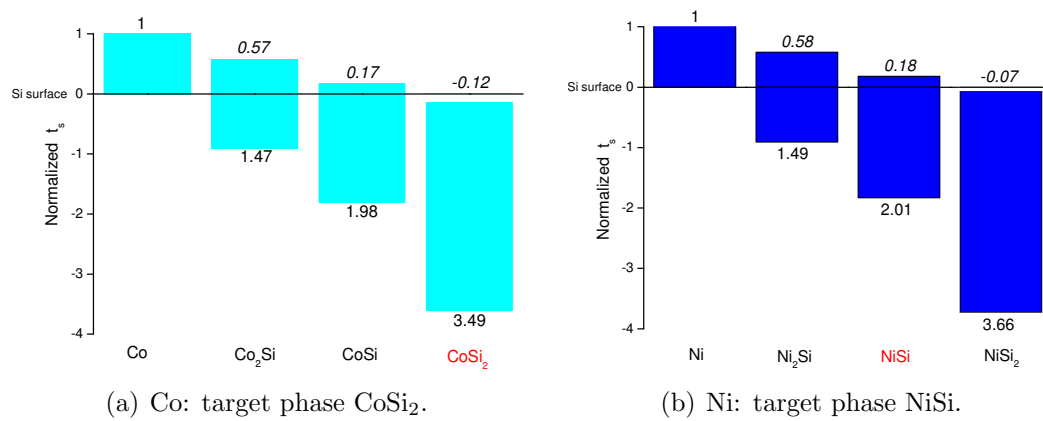 1
1
0.57
0.17
-0.12
Si surface
0
-1
-2
-3
-4
Normalized tₛ
1.47
1.98
3.49
Co
Co₂Si
CoSi
CoSi₂
(a) Co: target phase CoSi₂.
1
1
0.58
0.18
-0.07
Si surface
0
-1
-2
-3
-4
Normalized tₛ
1.49
2.01
3.66
Ni
Ni₂Si
NiSi
NiSi₂
(b) Ni: target phase NiSi.